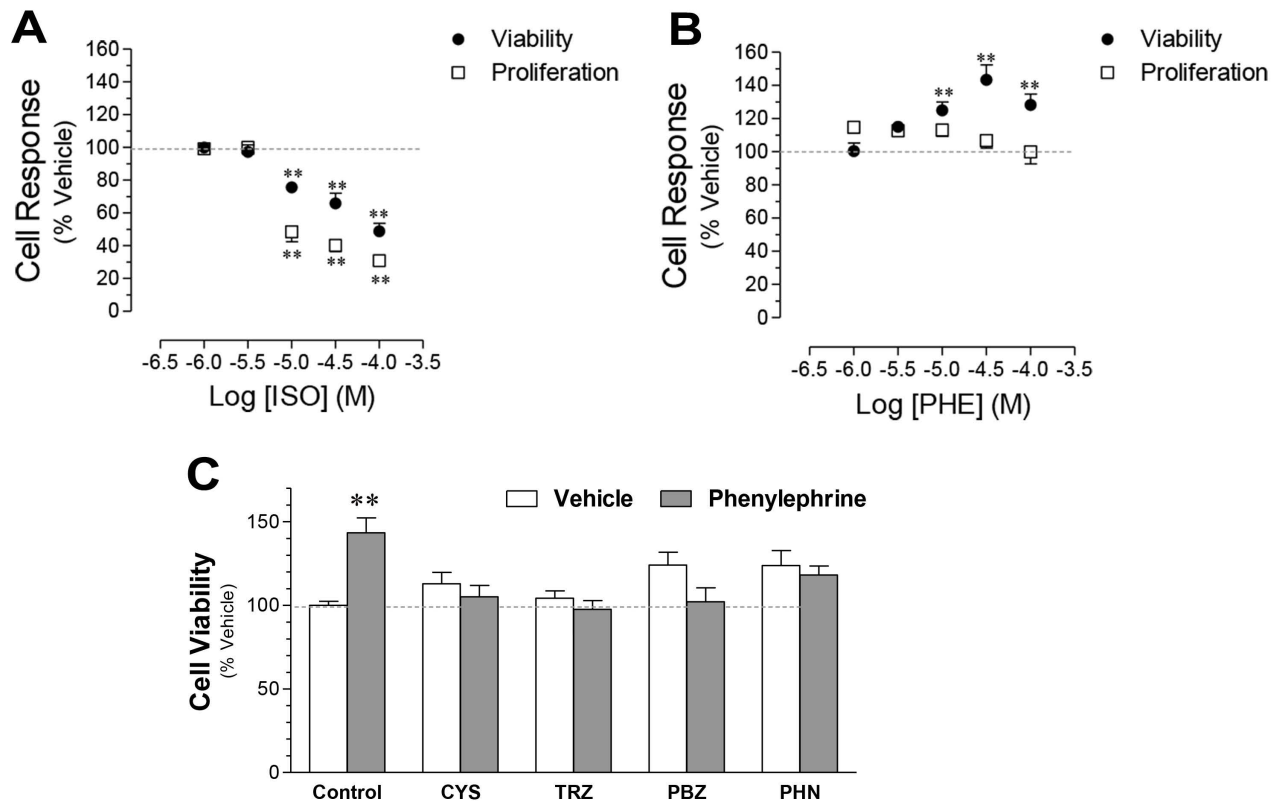 A
Viability
Proliferation
Cell Response
(% Vehicle)
160
140
120
100
80
60
40
20
0
** ** **
** ** **
-6.5 -6.0 -5.5 -5.0 -4.5 -4.0 -3.5
Log [ISO] (M)
B
Viability
Proliferation
Cell Response
(% Vehicle)
160
140
120
100
80
60
40
20
0
** ** **
-6.5 -6.0 -5.5 -5.0 -4.5 -4.0 -3.5
Log [PHE] (M)
C
Vehicle Phenylephrine
**
Cell Viability
(% Vehicle)
150
100
50
0
Control CYS TRZ PBZ PHN